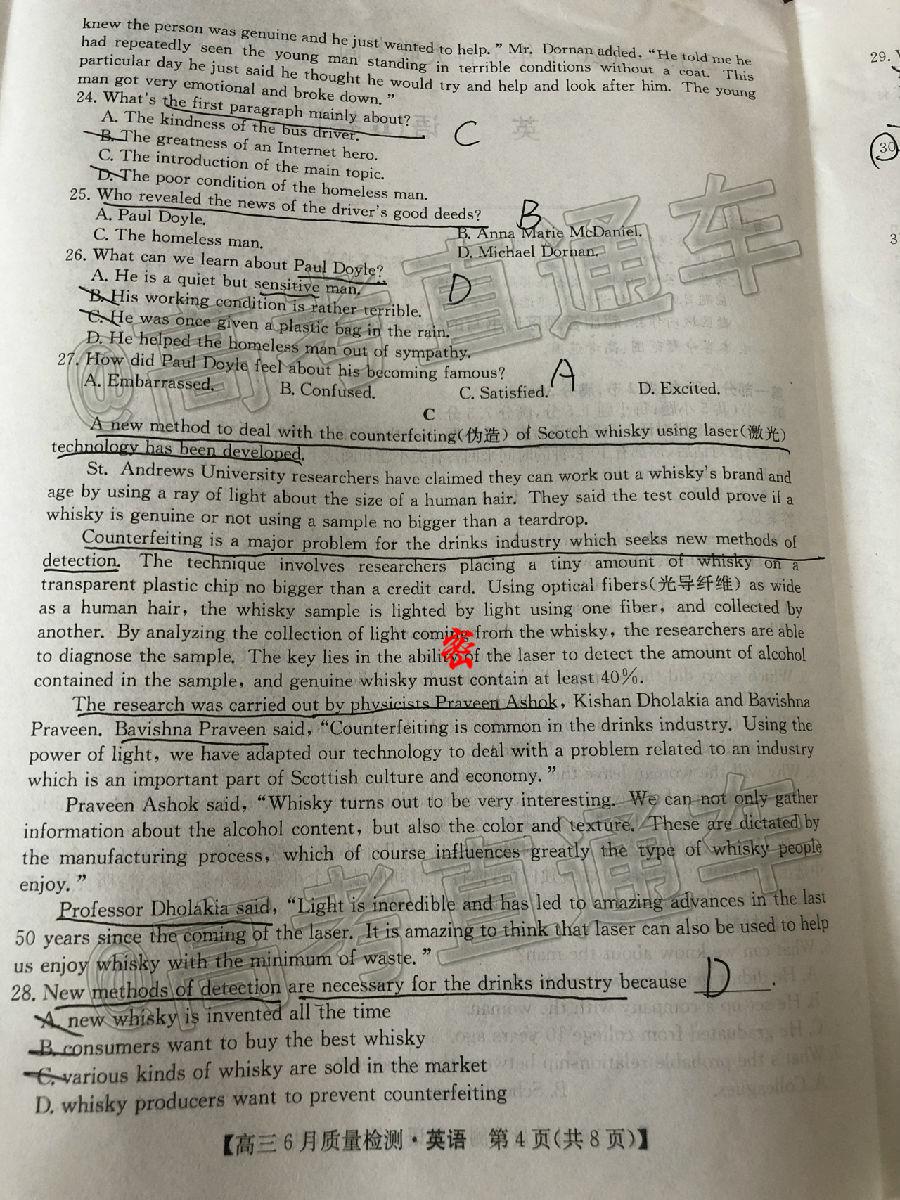 knew the person was genuine and he just wanted to help. ” Mr. Dornan added, “He told me he
had repeatedly seen the young man standing in terrible conditions without a coat. This
particular day he just said he thought he would try and help and look after him. The young
man got very emotional and broke down. ”
24. What's the first paragraph mainly about?
A. The kindness of the bus driver.
C
B. The greatness of an Internet hero.
C. The introduction of the main topic.
D. The poor condition of the homeless man.
25. Who revealed the news of the driver's good deeds?
B
A. Paul Doyle.
B. Anna Marie McDaniel.
C. The homeless man.
D. Michael Dornan.
26. What can we learn about Paul Doyle?
A. He is a quiet but sensitive man.
D
B. His working condition is rather terrible.
C. He was once given a plastic bag in the rain.
D. He helped the homeless man out of sympathy.
27. How did Paul Doyle feel about his becoming famous?
A
A. Embarrassed.
B. Confused.
C. Satisfied.
D. Excited.
C
A new method to deal with the counterfeiting(伪造) of Scotch whisky using laser(激光)
technology has been developed.
St. Andrews University researchers have claimed they can work out a whisky's brand and
age by using a ray of light about the size of a human hair. They said the test could prove if a
whisky is genuine or not using a sample no bigger than a teardrop.
Counterfeiting is a major problem for the drinks industry which seeks new methods of
detection. The technique involves researchers placing a tiny amount of whisky on a
transparent plastic chip no bigger than a credit card. Using optical fibers(光导纤维) as wide
as a human hair, the whisky sample is lighted by light using one fiber, and collected by
another. By analyzing the collection of light coming from the whisky, the researchers are able
to diagnose the sample. The key lies in the ability of the laser to detect the amount of alcohol
contained in the sample, and genuine whisky must contain at least 40%.
密
The research was carried out by physicists Praveen Ashok, Kishan Dholakia and Bavishna
Praveen. Bavishna Praveen said, “Counterfeiting is common in the drinks industry. Using the
power of light, we have adapted our technology to deal with a problem related to an industry
which is an important part of Scottish culture and economy. ”
Praveen Ashok said, “Whisky turns out to be very interesting. We can not only gather
information about the alcohol content, but also the color and texture. These are dictated by
the manufacturing process, which of course influences greatly the type of whisky people
enjoy. ”
Professor Dholakia said, “Light is incredible and has led to amazing advances in the last
50 years since the coming of the laser. It is amazing to think that laser can also be used to help
us enjoy whisky with the minimum of waste. ”
28. New methods of detection are necessary for the drinks industry because D.
A. new whisky is invented all the time
B. consumers want to buy the best whisky
C. various kinds of whisky are sold in the market
D. whisky producers want to prevent counterfeiting
【高三6月质量检测·英语 第4页(共8页)】
@高考直通车
@高考直通车
29.
30